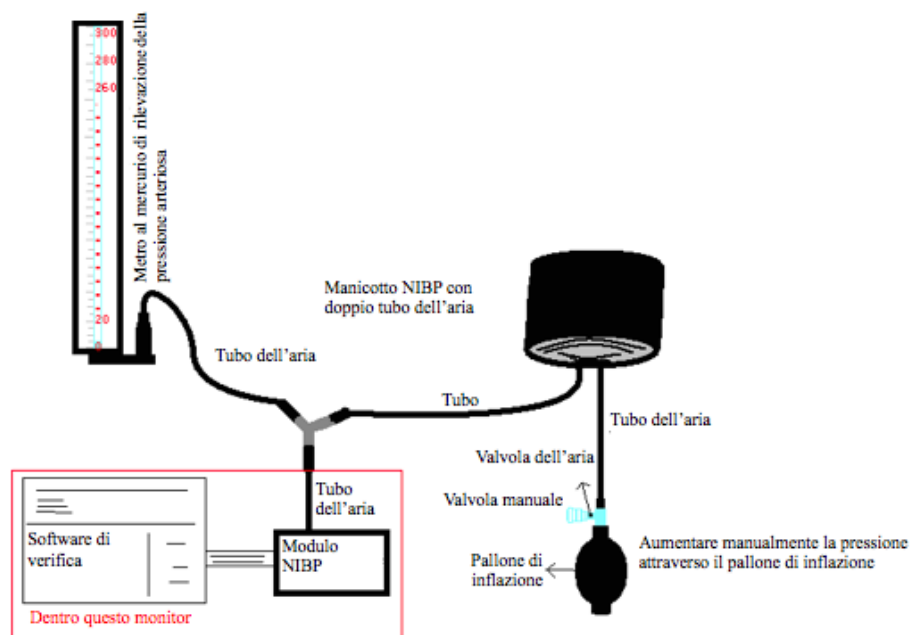 300
280
260
20
0
Metro al mercurio di rilevazione della
pressione arteriosa
Manicotto NIBP con
doppio tubo dell'aria
Tubo dell'aria
Tubo
Tubo dell'aria
Valvola dell'aria
Valvola manuale
Tubo
dell'aria
Software di
verifica
Modulo
NIBP
Pallone di
inflazione
Aumentare manualmente la pressione
attraverso il pallone di inflazione
Dentro questo monitor